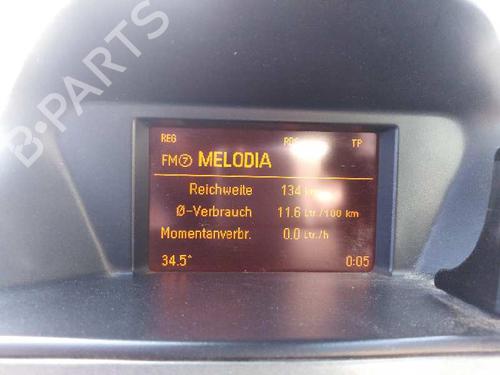 B-PARTS
REG TP
FM⑦ MELODIA
Reichweite 134
Ø-Verbrauch 11.6 Ltr./100 km
Momentanverbr. 0.0 Ltr./h
34.5° 0:05